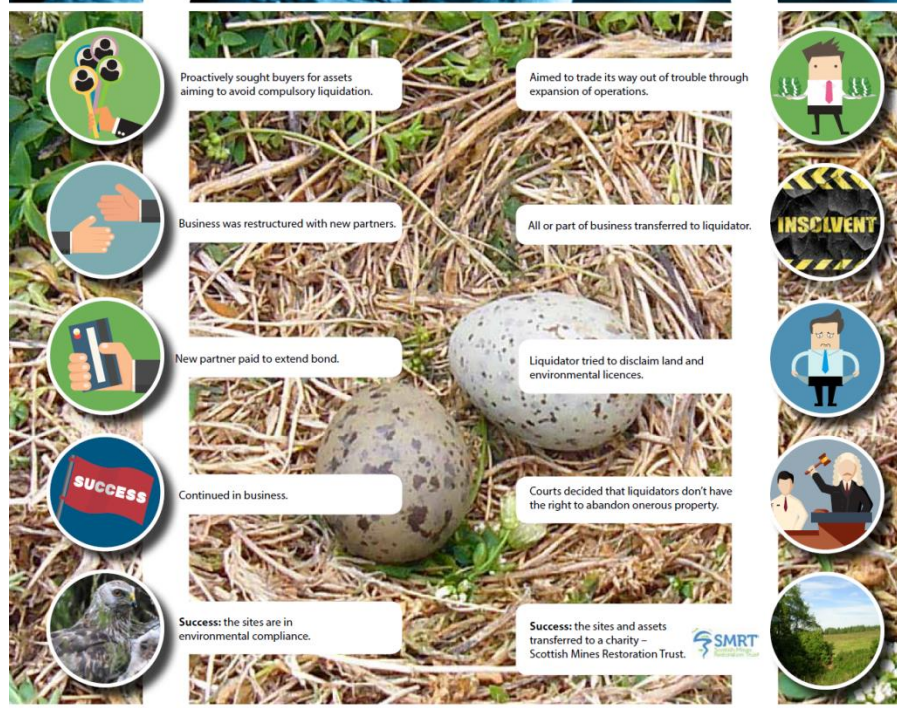 Proactively sought buyers for assets
aiming to avoid compulsory liquidation.
Business was restructured with new partners.
New partner paid to extend bond.
SUCCESS
Continued in business.
Success: the sites are in
environmental compliance.
Aimed to trade its way out of trouble through
expansion of operations.
All or part of business transferred to liquidator.
INSOLVENT
Liquidator tried to disclaim land and
environmental licences.
Courts decided that liquidators don't have
the right to abandon onerous property.
Success: the sites and assets
transferred to a charity –
Scottish Mines Restoration Trust.
SMRT
Scottish Mines
Restoration Trust